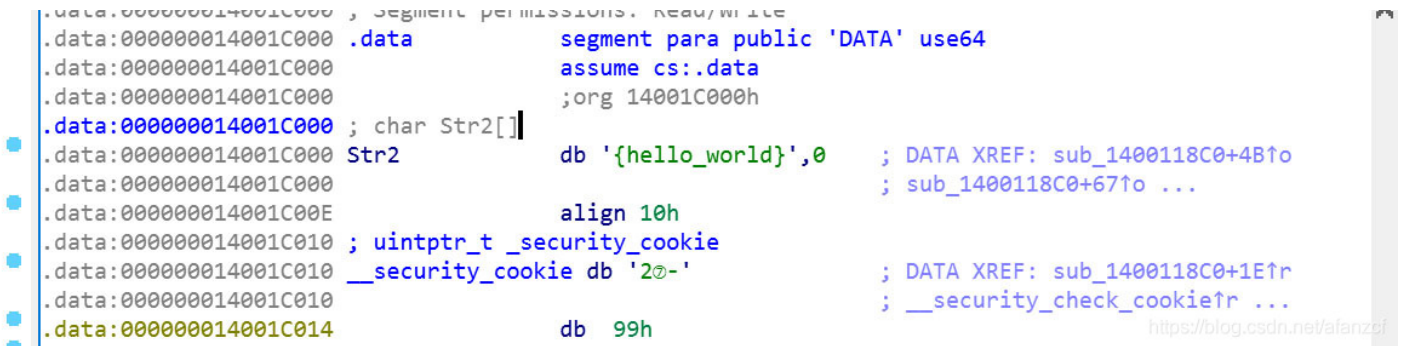 .data:000000014001C000 ; Segment permissions: Read/Write
.data:000000014001C000 .data segment para public 'DATA' use64
.data:000000014001C000 assume cs:.data
.data:000000014001C000 ;org 14001C000h
.data:000000014001C000 ; char Str2[]
.data:000000014001C000 Str2 db '{hello_world}',0 ; DATA XREF: sub_1400118C0+4B↑o
.data:000000014001C000 ; sub_1400118C0+67↑o ...
.data:000000014001C00E align 10h
.data:000000014001C010 ; uintptr_t _security_cookie
.data:000000014001C010 __security_cookie db '2⑦-' ; DATA XREF: sub_1400118C0+1E↑r
.data:000000014001C010 ; __security_check_cookie↑r ...
.data:000000014001C014 db 99h
https://blog.csdn.net/afanzcf